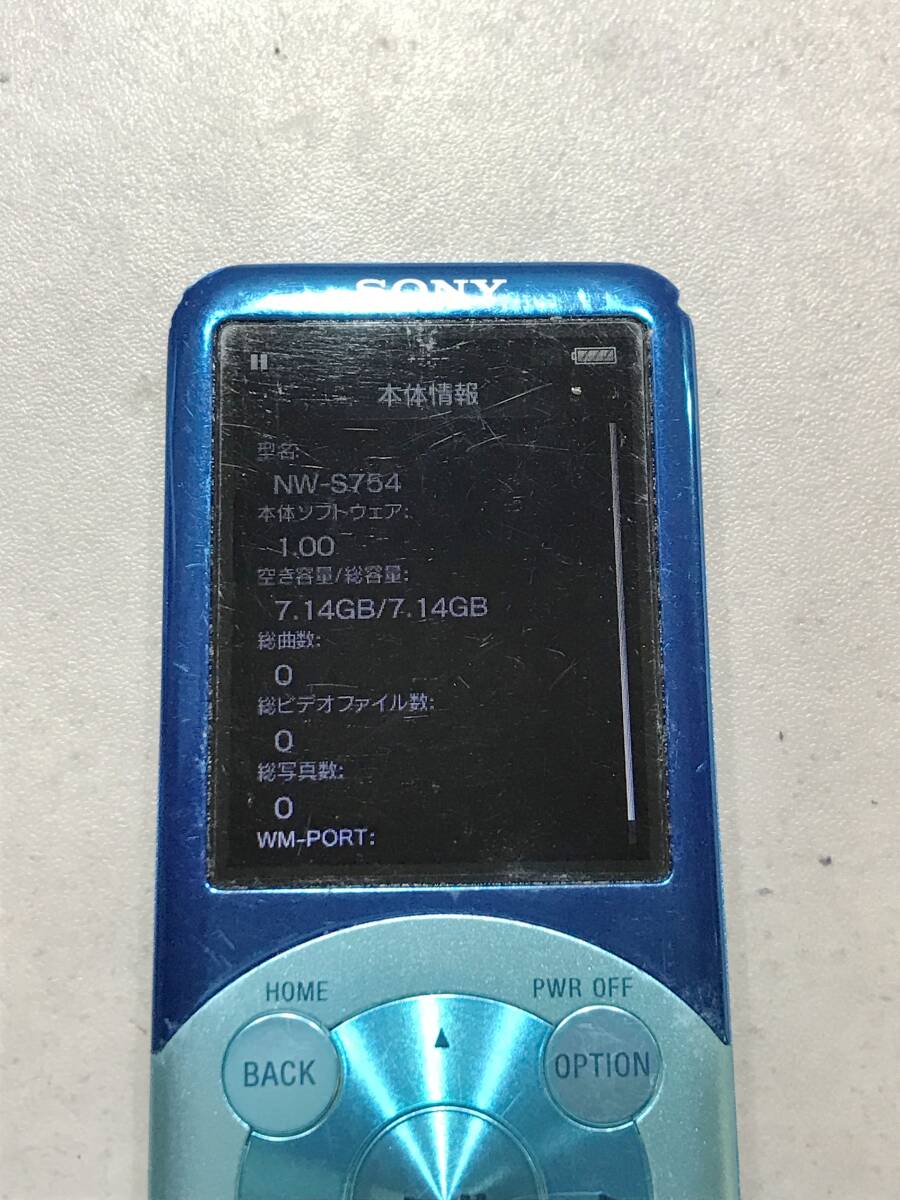 SONY
本体情報
型名:
NW-S754
本体ソフトウェア:
1.00
空き容量/総容量:
7.14GB/7.14GB
総曲数:
0
総ビデオファイル数:
0
総写真数:
0
WM-PORT:
HOME
PWR OFF
BACK
OPTION